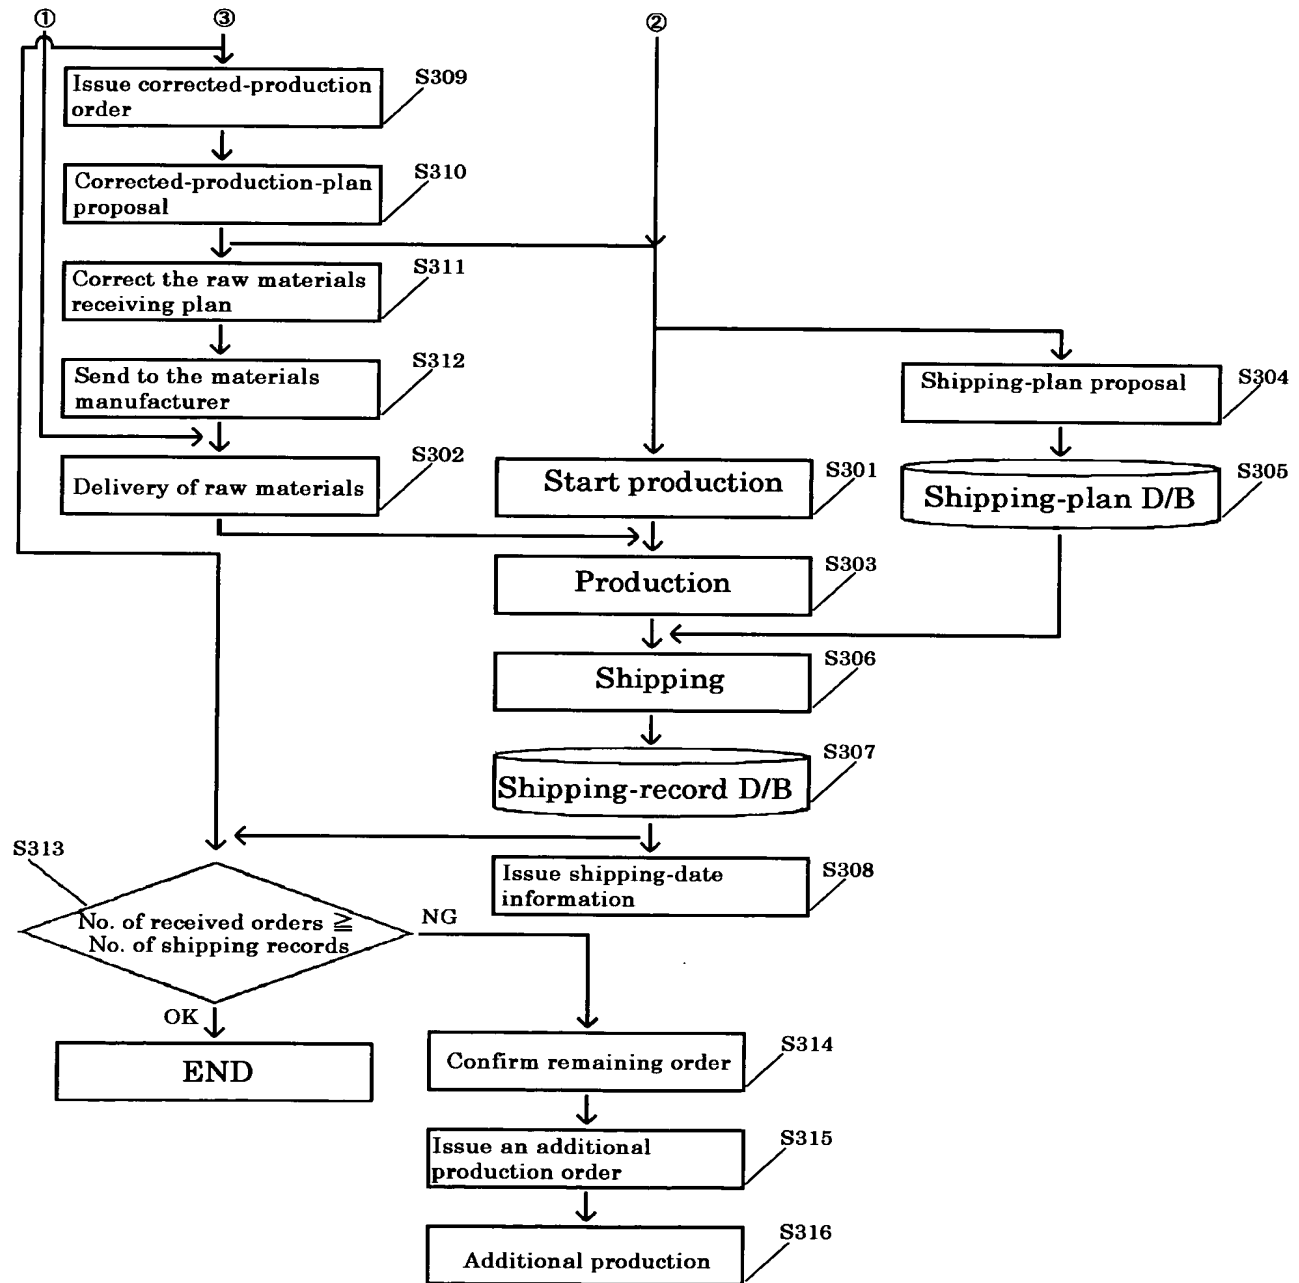 ① ③ ②
Issue corrected-production
order
S309
Corrected-production-plan
proposal
S310
Correct the raw materials
receiving plan
S311
Send to the materials
manufacturer
S312
Shipping-plan proposal
S304
Delivery of raw materials
S302
Start production
S301
Shipping-plan D/B
S305
Production
S303
Shipping
S306
Shipping-record D/B
S307
Issue shipping-date
information
S308
S313
No. of received orders ≧
No. of shipping records
NG
OK
END
Confirm remaining order
S314
Issue an additional
production order
S315
Additional production
S316